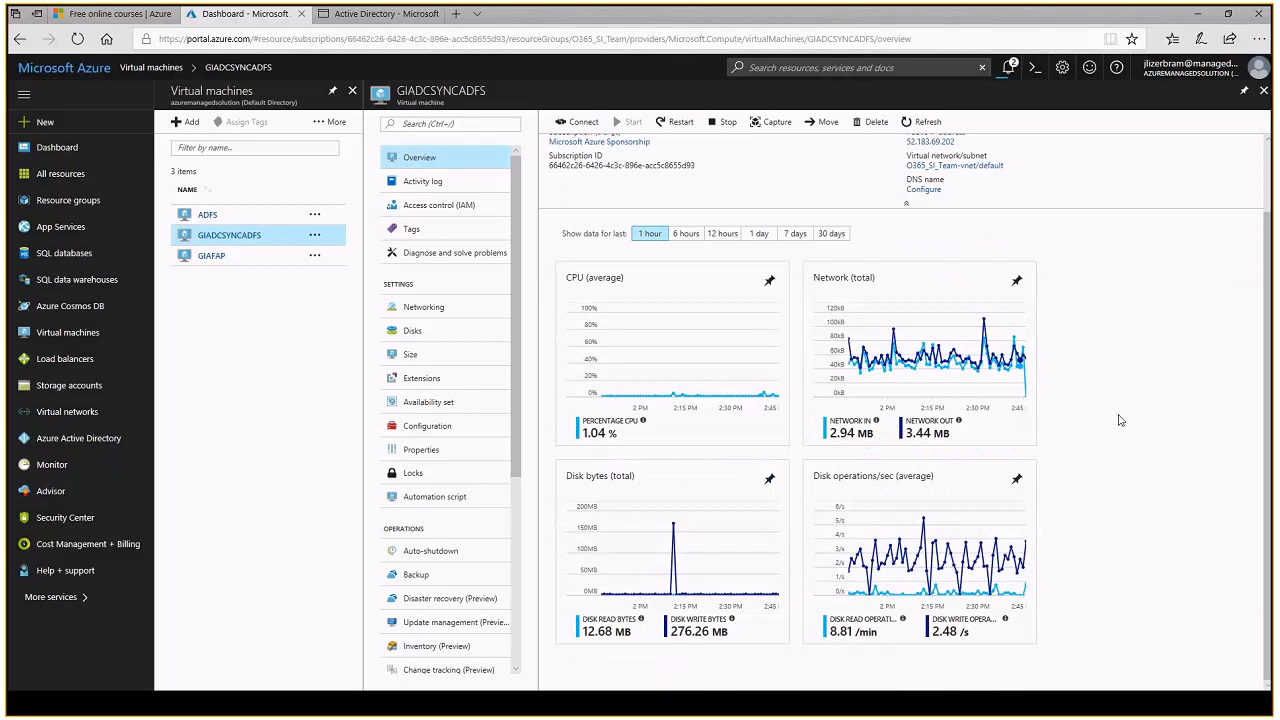 Free online courses | Azure
Dashboard - Microsoft
Active Directory - Microsoft
https://portal.azure.com/#resource/subscriptions/66462c26-6426-4c3c-896e-acc5c8655d93/resourceGroups/O365_SI_Team/providers/Microsoft.Compute/virtualMachines/GIADCSYNCADFS/overview
Microsoft Azure
Virtual machines > GIADCSYNCADFS
Search resources, services and docs
2
jlizerbram@managed...
AZUREMANAGEDSOLUTION (...
New
Dashboard
All resources
Resource groups
App Services
SQL databases
SQL data warehouses
Azure Cosmos DB
Virtual machines
Load balancers
Storage accounts
Virtual networks
Azure Active Directory
Monitor
Advisor
Security Center
Cost Management + Billing
Help + support
More services >
Virtual machines
azuremanagedsolution (Default Directory)
Add
Assign Tags
More
Filter by name...
3 items
NAME
ADFS
GIADCSYNCADFS
GIAFAP
GIADCSYNCADFS
Virtual machine
Search (Ctrl+/)
Overview
Activity log
Access control (IAM)
Tags
Diagnose and solve problems
SETTINGS
Networking
Disks
Size
Extensions
Availability set
Configuration
Properties
Locks
Automation script
OPERATIONS
Auto-shutdown
Backup
Disaster recovery (Preview)
Update management (Previe...
Inventory (Preview)
Change tracking (Preview)
Connect
Start
Restart
Stop
Capture
Move
Delete
Refresh
Microsoft Azure Sponsorship
Subscription ID
66462c26-6426-4c3c-896e-acc5c8655d93
52.183.69.202
Virtual network/subnet
O365_SI_Team-vnet/default
DNS name
Configure
Show data for last:
1 hour
6 hours
12 hours
1 day
7 days
30 days
CPU (average)
100%
80%
60%
40%
20%
0%
2 PM 2:15 PM 2:30 PM 2:45
PERCENTAGE CPU
1.04 %
Network (total)
120kB
100kB
80kB
60kB
40kB
20kB
0kB
2 PM 2:15 PM 2:30 PM 2:45
NETWORK IN
2.94 MB
NETWORK OUT
3.44 MB
Disk bytes (total)
200MB
150MB
100MB
50MB
0MB
2 PM 2:15 PM 2:30 PM 2:45
DISK READ BYTES
12.68 MB
DISK WRITE BYTES
276.26 MB
Disk operations/sec (average)
6/s
5/s
4/s
3/s
2/s
1/s
0/s
2 PM 2:15 PM 2:30 PM 2:45
DISK READ OPERATI...
8.81 /min
DISK WRITE OPERA...
2.48 /s